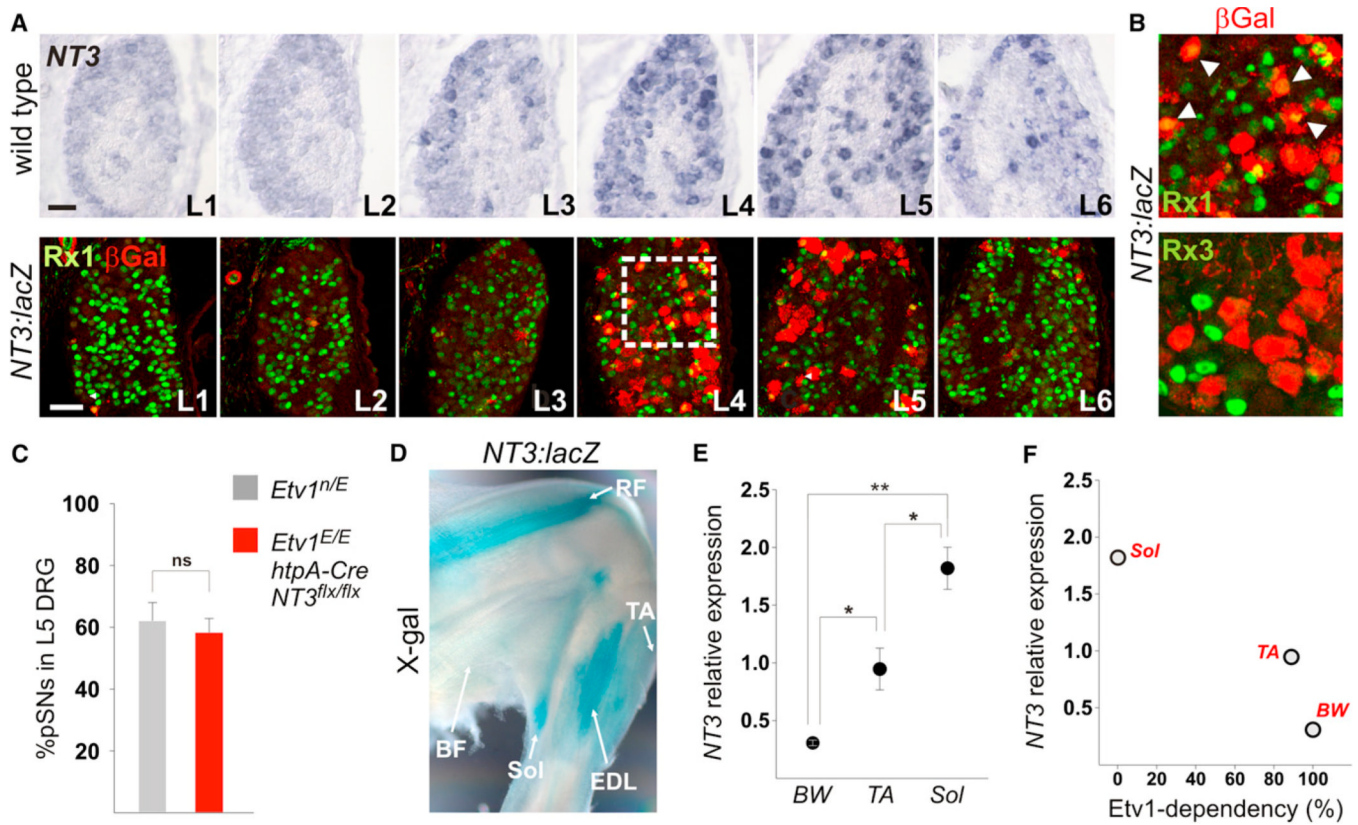 A
B
βGal
NT3
wild type
L1
L2
L3
L4
L5
L6
Rx1
NT3:lacZ
Rx1 βGal
NT3:lacZ
L1
L2
L3
L4
L5
L6
Rx3
C
%pSNs in L5 DRG
100
80
60
40
20
ns
Etv1n/E
Etv1E/E
htpA-Cre
NT3flx/flx
D
NT3:lacZ
X-gal
RF
TA
BF
Sol
EDL
E
NT3 relative expression
2.5
2.0
1.5
1.0
0.5
**
*
*
BW TA Sol
F
NT3 relative expression
2.5
2.0
1.5
1.0
0.5
Sol
TA
BW
0 20 40 60 80 100
Etv1-dependency (%)